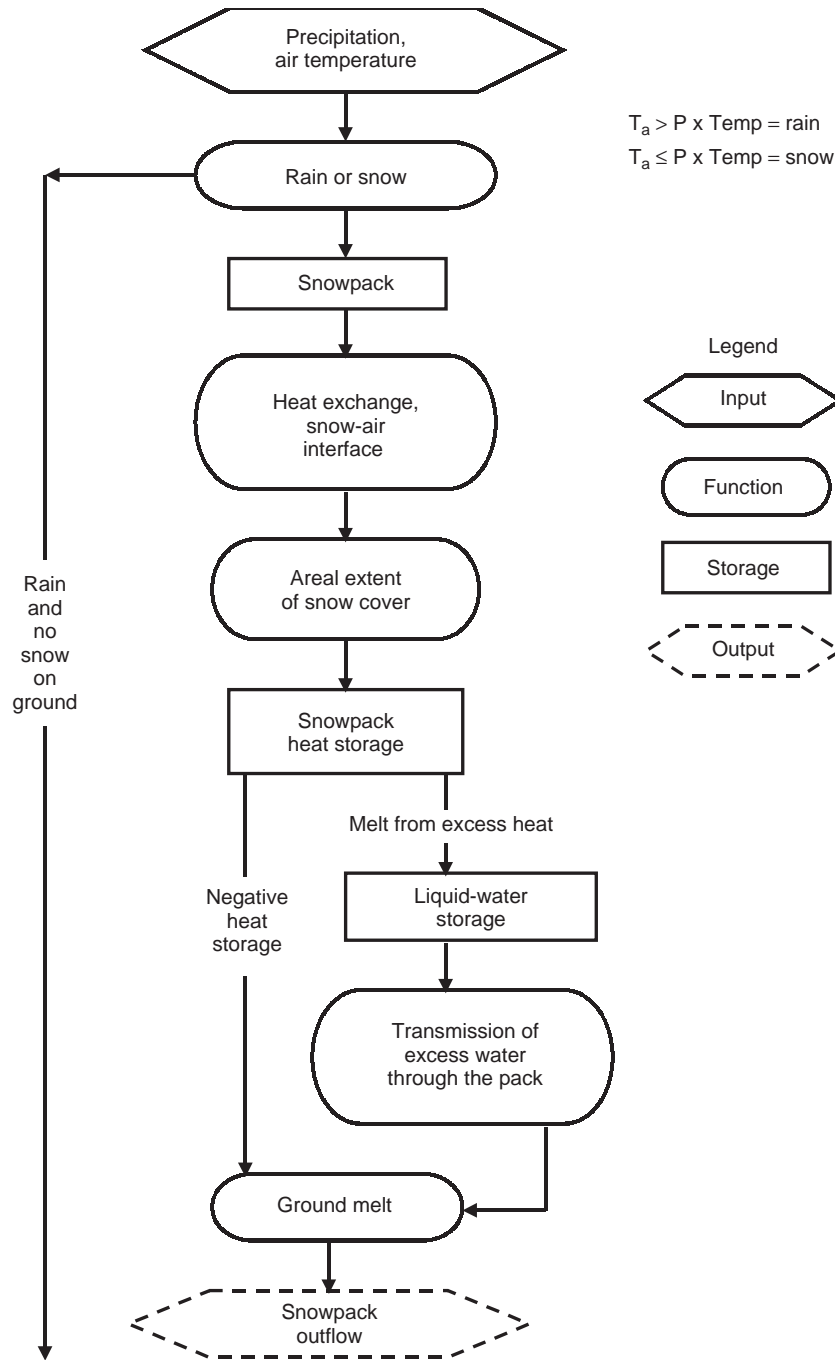 Precipitation,
air temperature
T_a > P x Temp = rain
T_a ≤ P x Temp = snow
Rain or snow
Snowpack
Legend
Input
Heat exchange,
snow-air
interface
Function
Storage
Areal extent
of snow cover
Output
Rain
and
no
snow
on
ground
Snowpack
heat storage
Melt from excess heat
Negative
heat
storage
Liquid-water
storage
Transmission of
excess water
through the pack
Ground melt
Snowpack
outflow